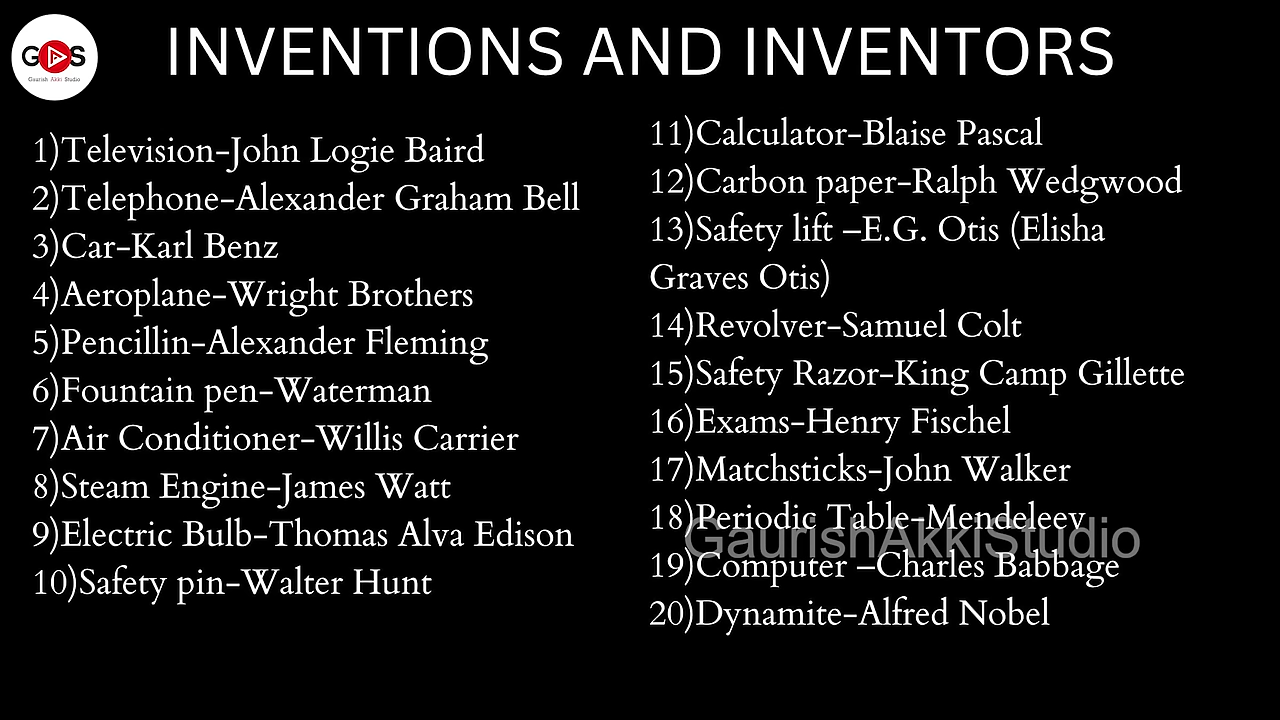 GAS
Gaurish Akki Studio
INVENTIONS AND INVENTORS
1)Television-John Logie Baird
2)Telephone-Alexander Graham Bell
3)Car-Karl Benz
4)Aeroplane-Wright Brothers
5)Pencillin-Alexander Fleming
6)Fountain pen-Waterman
7)Air Conditioner-Willis Carrier
8)Steam Engine-James Watt
9)Electric Bulb-Thomas Alva Edison
10)Safety pin-Walter Hunt
11)Calculator-Blaise Pascal
12)Carbon paper-Ralph Wedgwood
13)Safety lift –E.G. Otis (Elisha
Graves Otis)
14)Revolver-Samuel Colt
15)Safety Razor-King Camp Gillette
16)Exams-Henry Fischel
17)Matchsticks-John Walker
18)Periodic Table-Mendeleev
GaurishAkkiStudio
19)Computer –Charles Babbage
20)Dynamite-Alfred Nobel